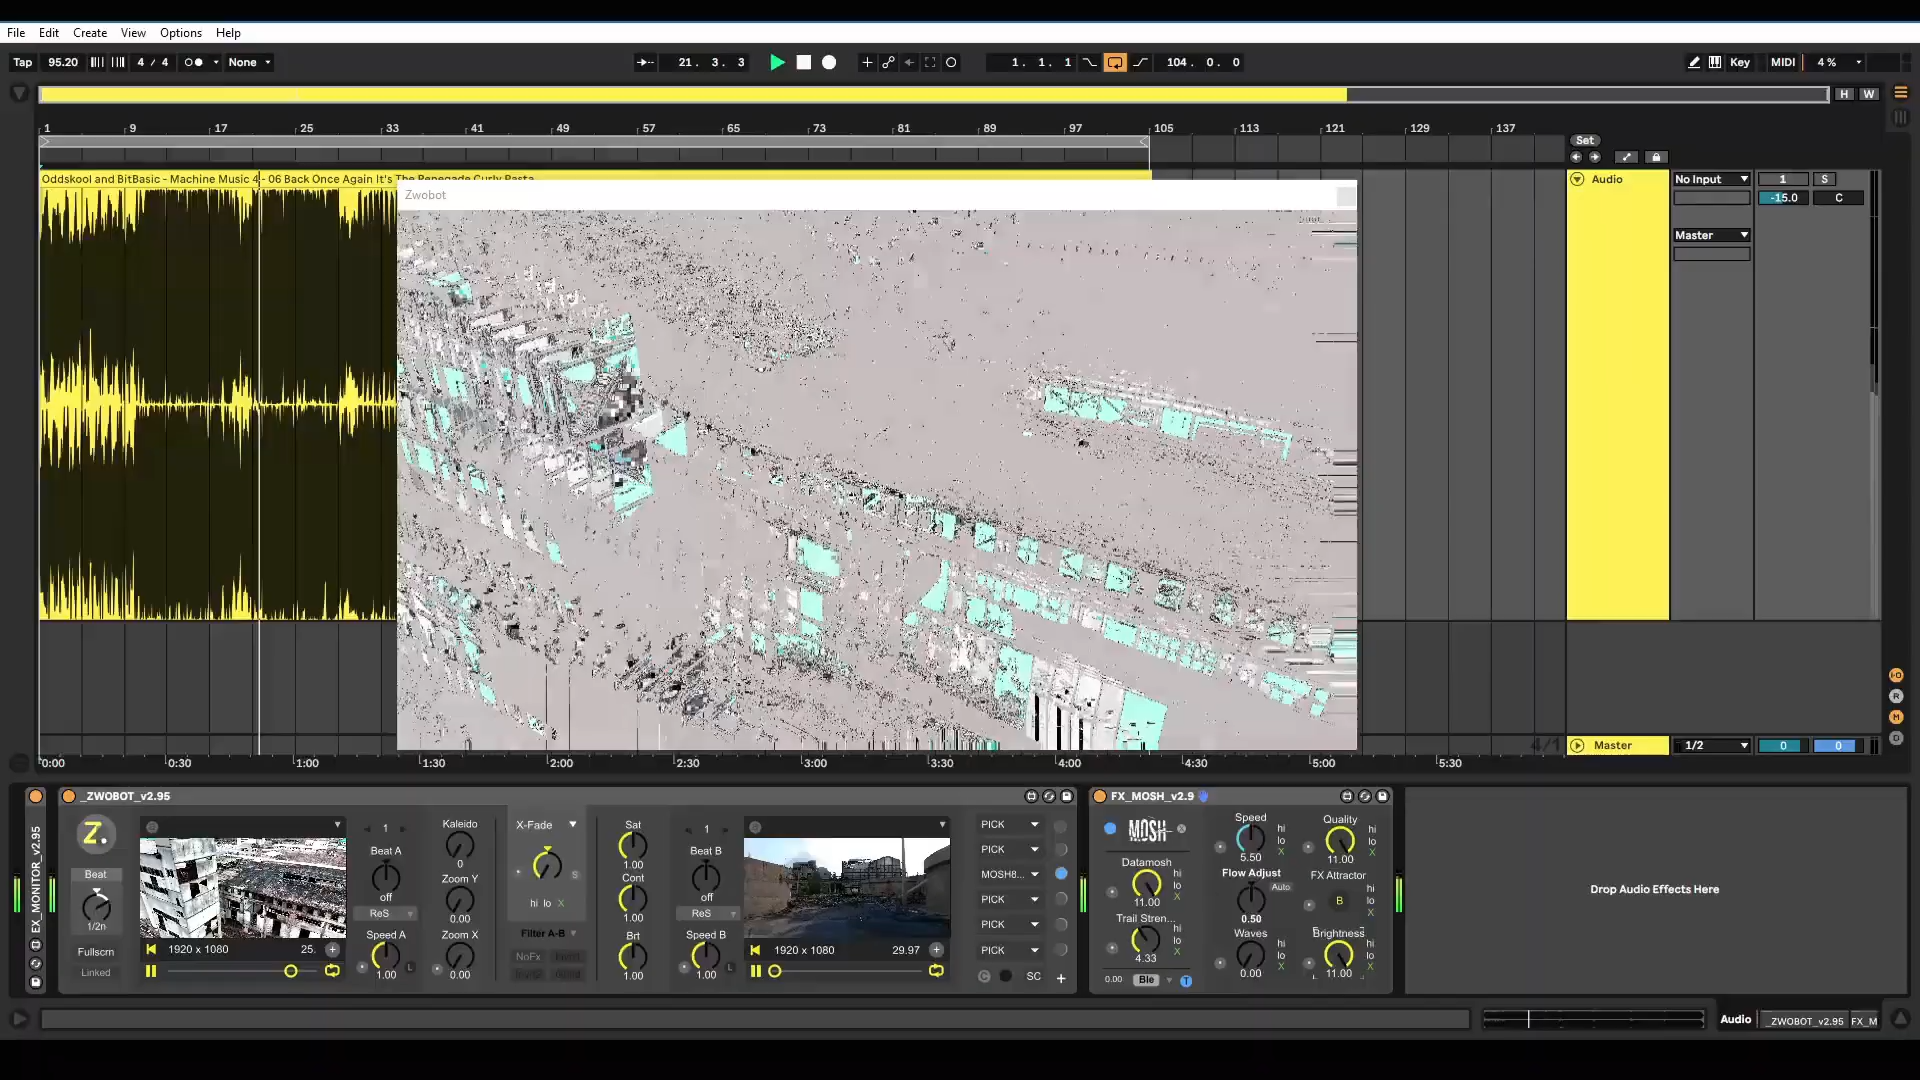 File Edit Create View Options Help
Tap 95.20 4 / 4 None 21. 3. 3 1. 1. 1 104. 0. 0 Key MIDI 4 %
H W
1 9 17 25 33 41 49 57 65 73 81 89 97 105 113 121 129 137
Set
Oddskool and BitBasic - Machine Music 4 - 06 Back Once Again It's The Renegade Curly Pasta
Zwobot
Audio No Input 1 S
-15.0 C
Master
4/1 Master 1/2 0 0
0:00 0:30 1:00 1:30 2:00 2:30 3:00 3:30 4:00 4:30 5:00 5:30
EX_MONITOR_v2.95
_ZWOBOT_v2.95
Z.
Beat
1/2n
Fullscrn
Linked
1920 x 1080 25.
1
Beat A
off
ReS
Speed A
1.00 L
Kaleido
0
Zoom Y
0.00
Zoom X
0.00
X-Fade
S
hi lo X
Filter A-B
NoFx
Sat
1.00
Cont
1.00
Brt
1.00
1
Beat B
off
ReS
Speed B
1.00 L
1920 x 1080 29.97
PICK
PICK
MOSH8...
PICK
PICK
PICK
C SC +
FX_MOSH_v2.9
MOSH
Datamosh
11.00
hi
lo
X
Trail Stren...
4.33
hi
lo
X
0.00 Ble T
Speed
5.50
hi
lo
X
Flow Adjust
Auto
0.50
Waves
0.00
hi
lo
X
Quality
11.00
hi
lo
X
FX Attractor
B
hi
lo
X
Brightness
11.00
hi
lo
X
Drop Audio Effects Here
I·O
R
M
D
Audio _ZWOBOT_v2.95 FX_M